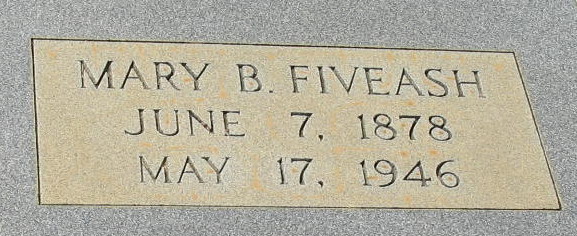 MARY B. FIVEASH
JUNE 7, 1878
MAY 17, 1946